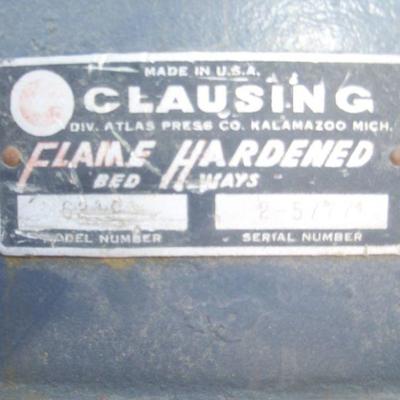 MADE IN U.S.A.
CLAUSING
DIV. ATLAS PRESS CO. KALAMAZOO MICH.
FLAME HARDENED
BED WAYS
MODEL NUMBER SERIAL NUMBER